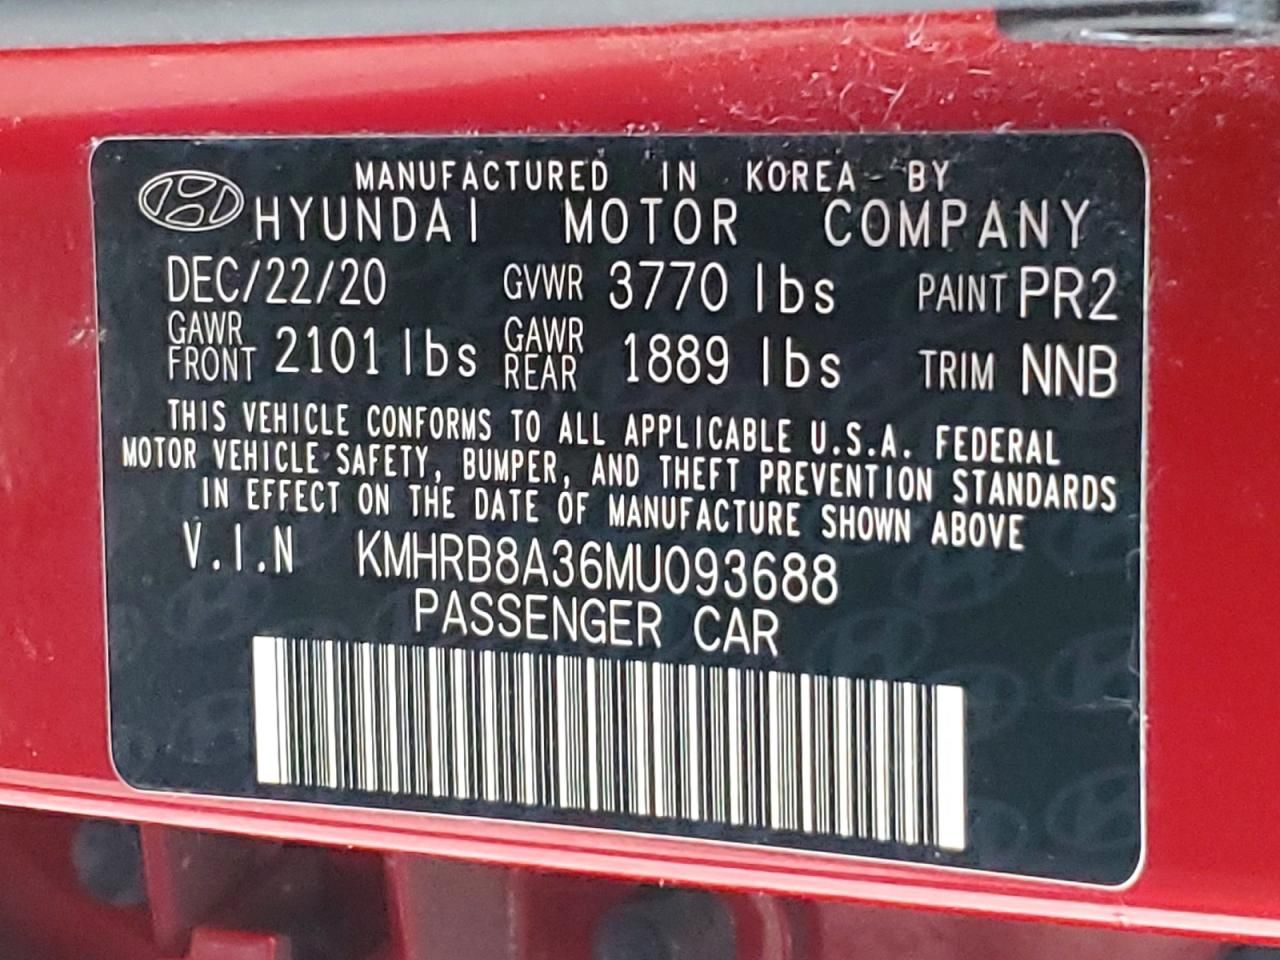 MANUFACTURED IN KOREA BY
HYUNDAI MOTOR COMPANY
DEC/22/20 GVWR 3770 lbs PAINT PR2
GAWR FRONT 2101 lbs GAWR REAR 1889 lbs TRIM NNB
THIS VEHICLE CONFORMS TO ALL APPLICABLE U.S.A. FEDERAL
MOTOR VEHICLE SAFETY, BUMPER, AND THEFT PREVENTION STANDARDS
IN EFFECT ON THE DATE OF MANUFACTURE SHOWN ABOVE
V.I.N KMHRB8A36MU093688
PASSENGER CAR